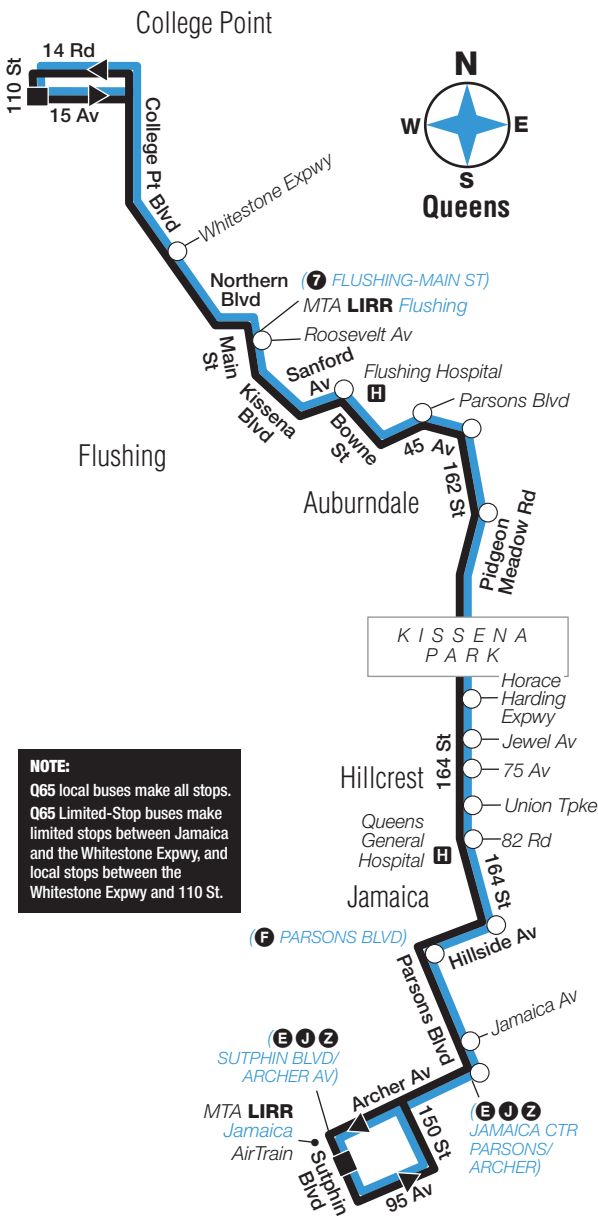 College Point
14 Rd
110 St
15 Av
College Pt Blvd
N
W
E
S
Queens
Whitestone Expwy
Northern
Blvd
(7 FLUSHING-MAIN ST)
MTA LIRR Flushing
Roosevelt Av
Main
St
Sanford
Av
Flushing Hospital
H
Kissena
Blvd
Parsons Blvd
Bowne
St
45 Av
Flushing
162 St
Auburndale
Pidgeon
Meadow Rd
KISSENA
PARK
Horace
Harding
Expwy
164 St
Jewel Av
75 Av
Hillcrest
Union Tpke
Queens
General
Hospital
H
82 Rd
NOTE:
Q65 local buses make all stops.
Q65 Limited-Stop buses make
limited stops between Jamaica
and the Whitestone Expwy, and
local stops between the
Whitestone Expwy and 110 St.
164 St
Jamaica
(F PARSONS BLVD)
Hillside Av
Parsons Blvd
Jamaica Av
(E J Z
SUTPHIN BLVD/
ARCHER AV)
Archer Av
(E J Z
JAMAICA CTR
PARSONS/
ARCHER)
MTA LIRR
Jamaica
AirTrain
150 St
Sutphin
Blvd
95 Av